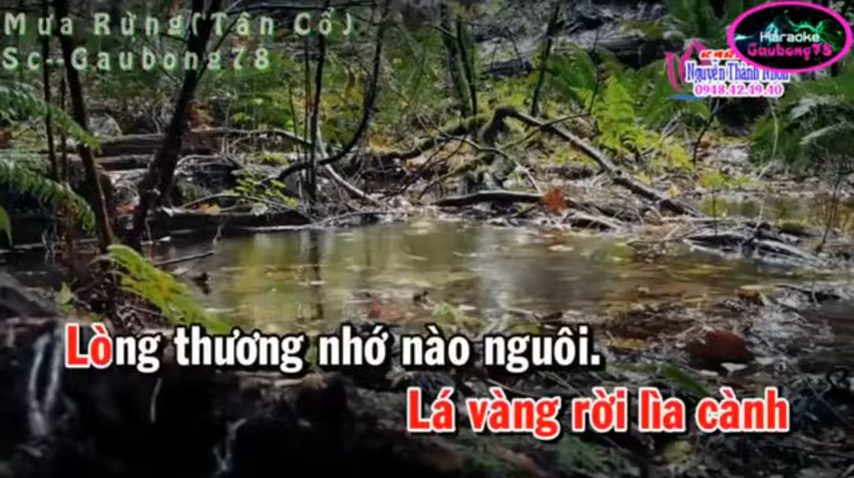 Mưa Rừng(Tân Cổ)
Sc--Gaubong78
Karaoke
Gaubong78
Nguyễn Thành Nhơn
0948.42.49.40
Lòng thương nhớ nào nguôi.
Lá vàng rời lìa cành